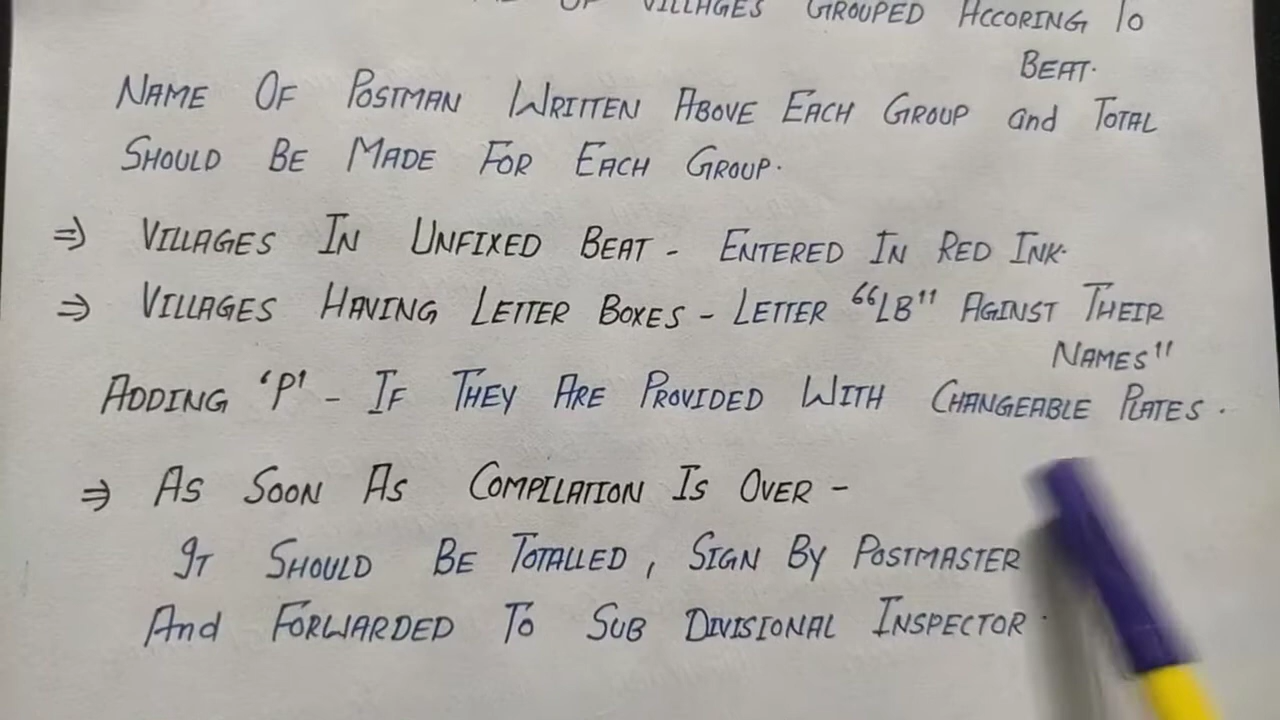 OF VILLAGES GROUPED ACCORING TO
BEAT.
NAME OF POSTMAN WRITTEN ABOVE EACH GROUP and TOTAL
SHOULD BE MADE FOR EACH GROUP.
⇒ VILLAGES IN UNFIXED BEAT - ENTERED IN RED INK.
⇒ VILLAGES HAVING LETTER BOXES - LETTER "LB" AGINST THEIR
NAMES"
ADDING 'P' - IF THEY ARE PROVIDED WITH CHANGEABLE PLATES.
⇒ AS SOON AS COMPILATION IS OVER -
IT SHOULD BE TOTALLED, SIGN BY POSTMASTER
And FORWARDED TO SUB DIVISIONAL INSPECTOR.